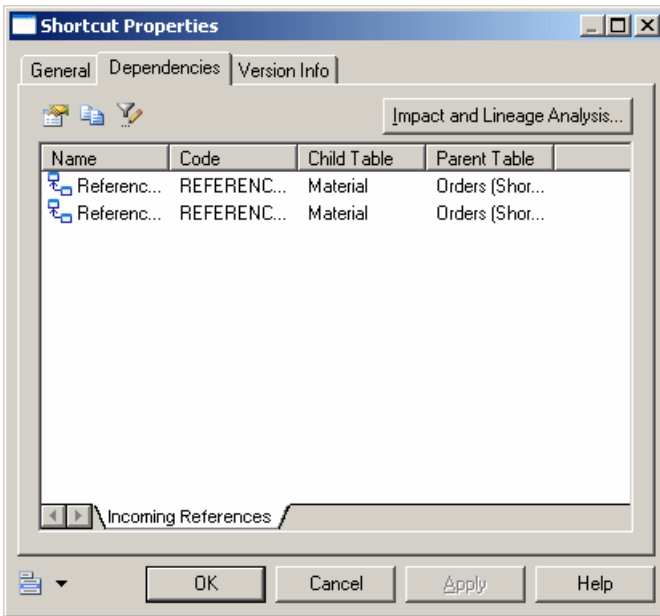 Shortcut Properties
General Dependencies Version Info
Impact and Lineage Analysis...
Name Code Child Table Parent Table
Referenc... REFERENC... Material Orders (Shor...
Referenc... REFERENC... Material Orders (Shor...
Incoming References
OK Cancel Apply Help